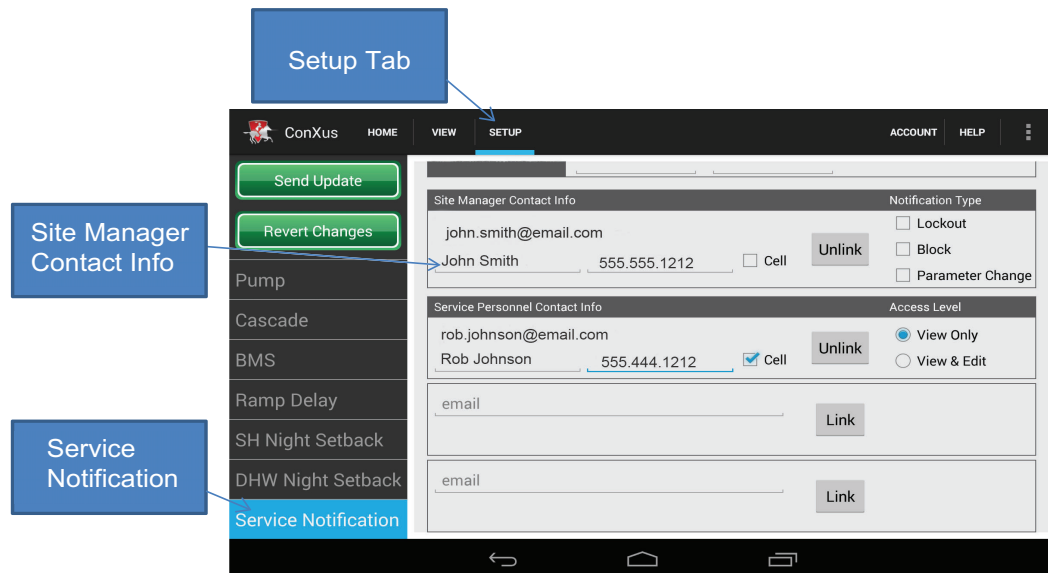 Setup Tab
ConXus HOME VIEW SETUP ACCOUNT HELP
Send Update
Revert Changes
Pump
Cascade
BMS
Ramp Delay
SH Night Setback
DHW Night Setback
Service Notification
Site Manager
Contact Info
Service
Notification
Site Manager Contact Info Notification Type
john.smith@email.com
John Smith 555.555.1212 Cell Unlink
Lockout
Block
Parameter Change
Service Personnel Contact Info Access Level
rob.johnson@email.com
Rob Johnson 555.444.1212 Cell Unlink
View Only
View & Edit
email
Link
email
Link